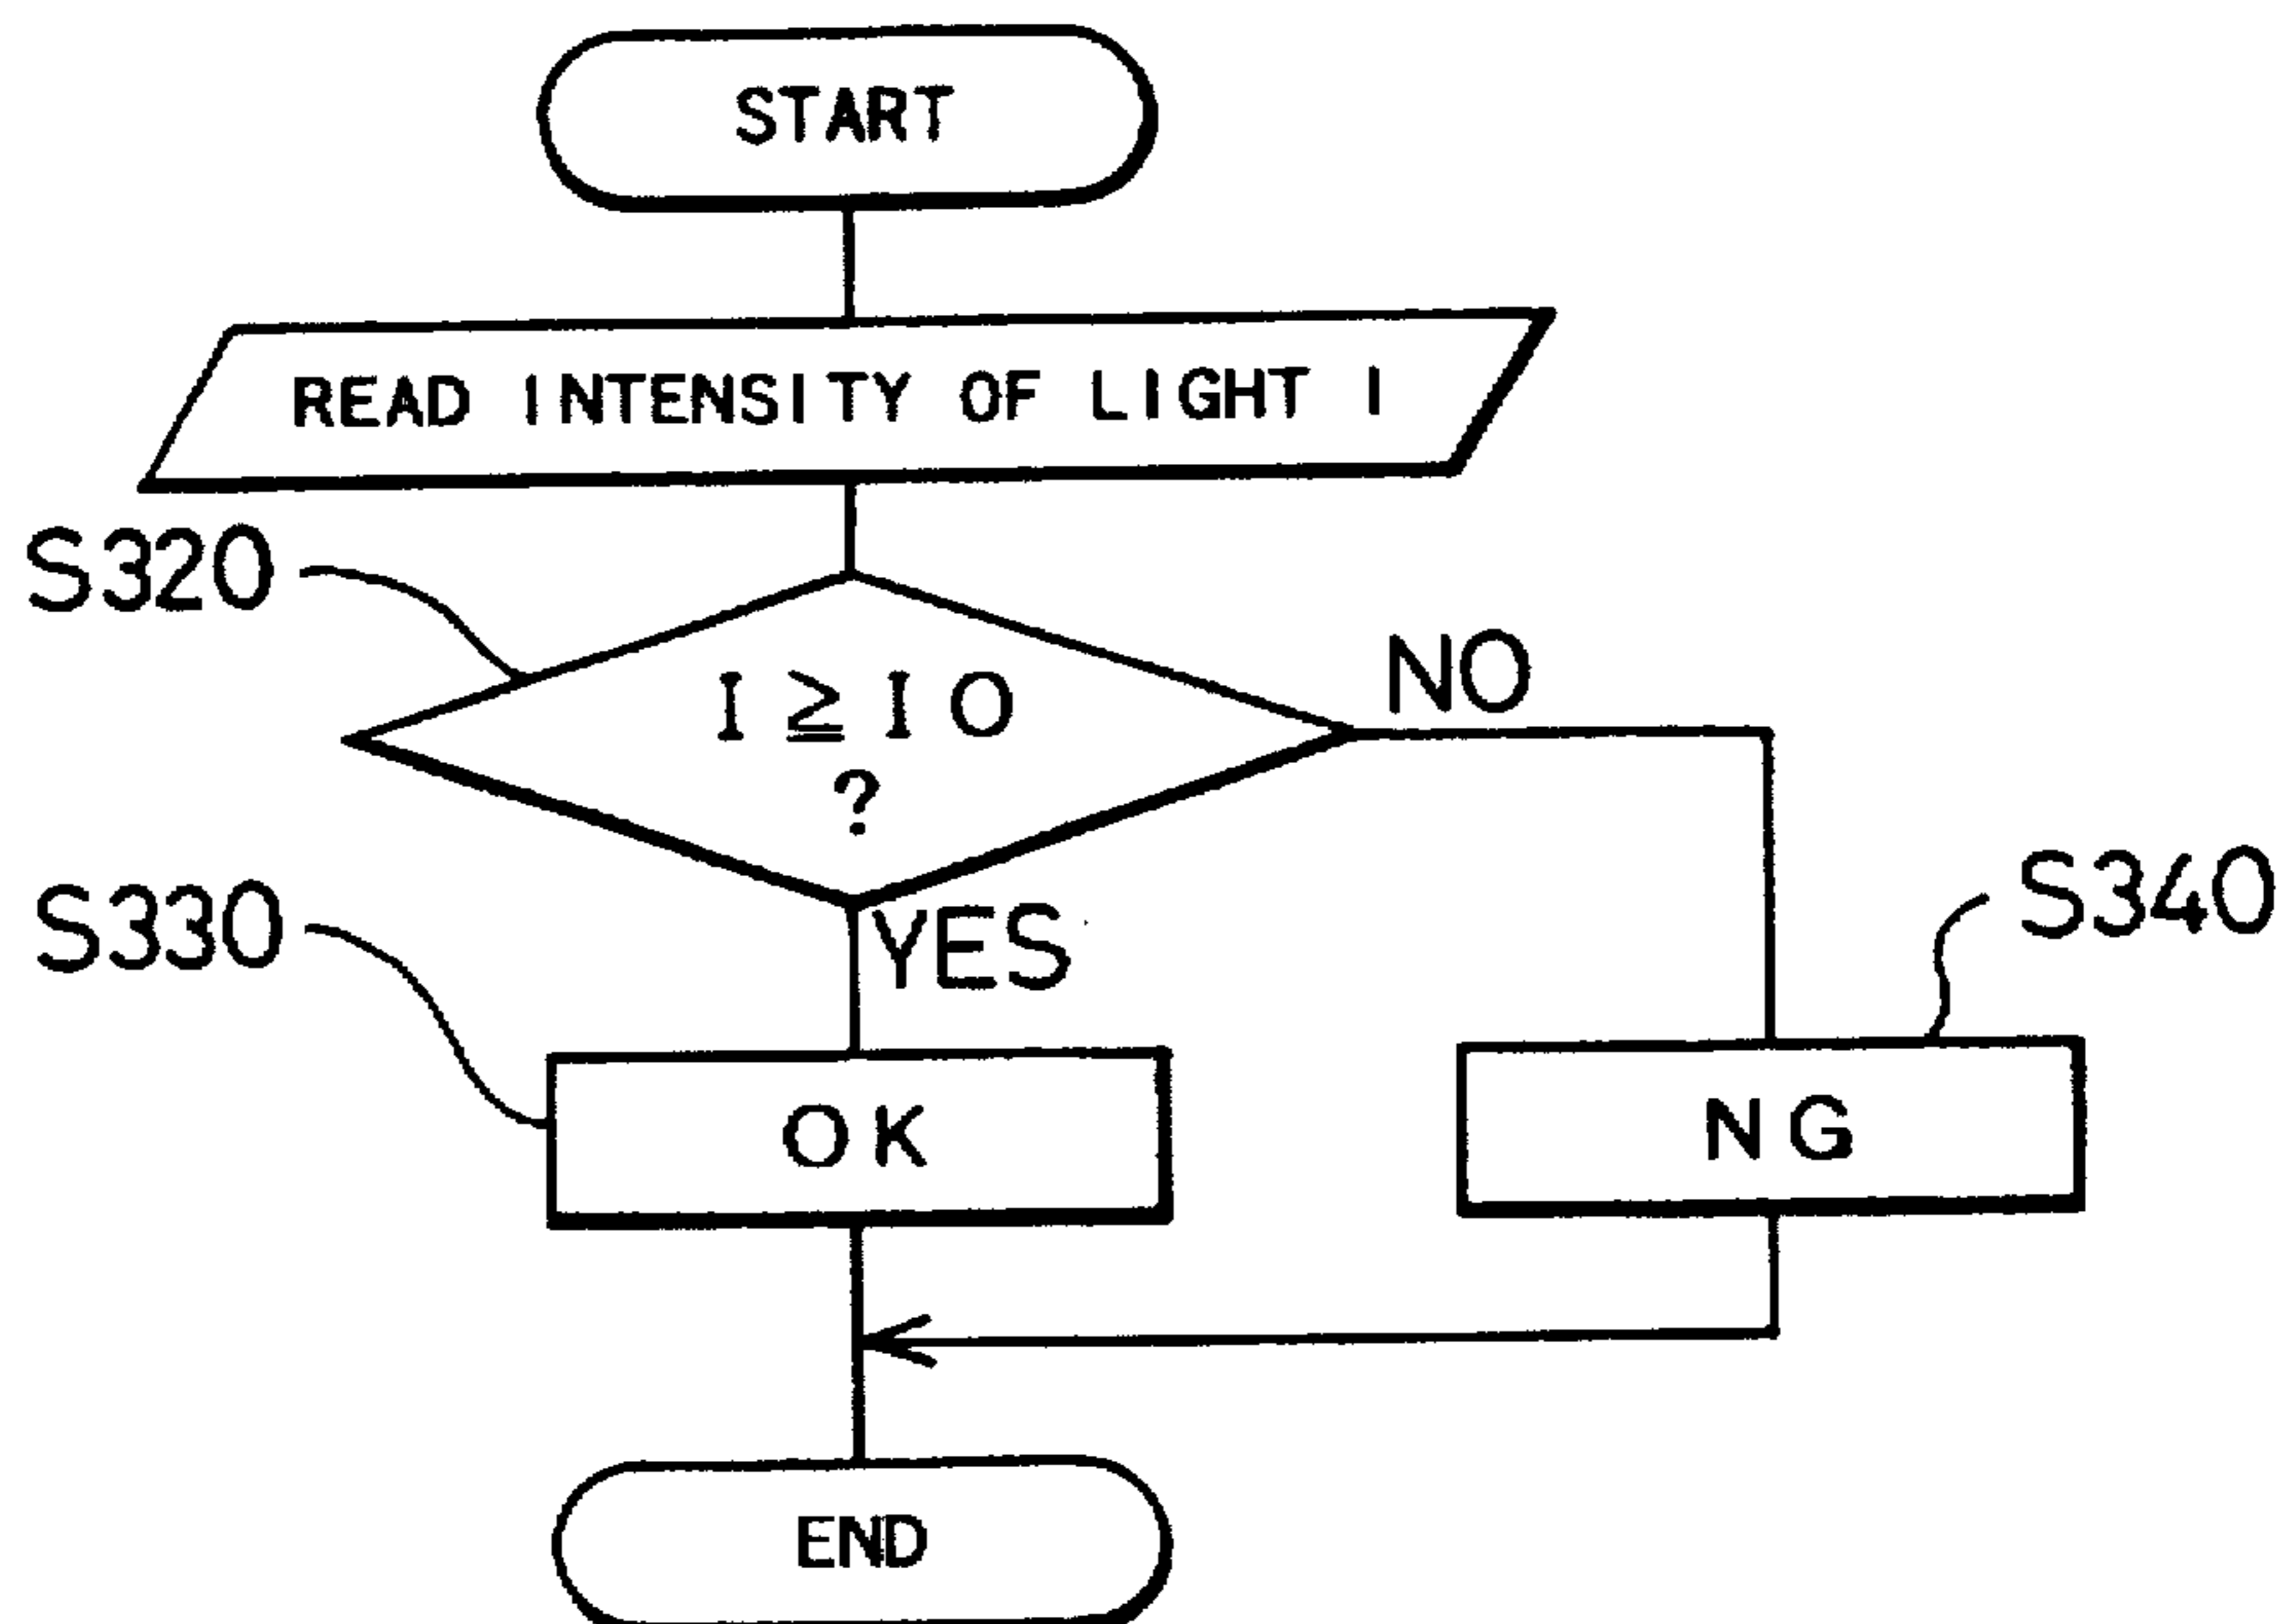 START
READ INTENSITY OF LIGHT I
S320
I ≧ I O
?
NO
YES
S330
S340
OK
NG
END